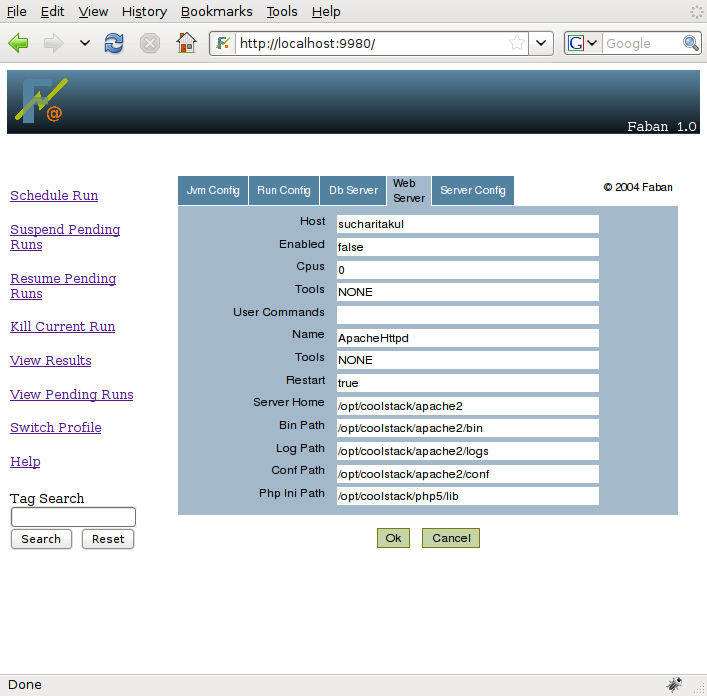 File Edit View History Bookmarks Tools Help
http://localhost:9980/
Google
@
Faban 1.0
Schedule Run
Suspend Pending
Runs
Resume Pending
Runs
Kill Current Run
View Results
View Pending Runs
Switch Profile
Help
Tag Search
Search Reset
Jvm Config Run Config Db Server Web
Server Server Config
© 2004 Faban
Host sucharitakul
Enabled false
Cpus 0
Tools NONE
User Commands
Name ApacheHttpd
Tools NONE
Restart true
Server Home /opt/coolstack/apache2
Bin Path /opt/coolstack/apache2/bin
Log Path /opt/coolstack/apache2/logs
Conf Path /opt/coolstack/apache2/conf
Php Ini Path /opt/coolstack/php5/lib
Ok Cancel
Done